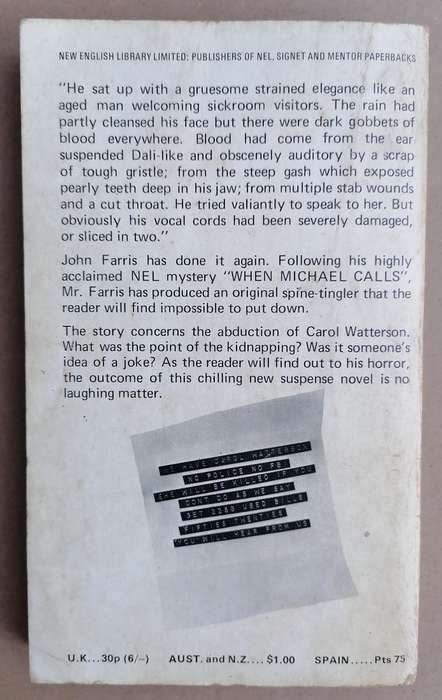 NEW ENGLISH LIBRARY LIMITED: PUBLISHERS OF NEL, SIGNET AND MENTOR PAPERBACKS
"He sat up with a gruesome strained elegance like an
aged man welcoming sickroom visitors. The rain had
partly cleansed his face but there were dark gobbets of
blood everywhere. Blood had come from the ear
suspended Dali-like and obscenely auditory by a scrap
of tough gristle; from the steep gash which exposed
pearly teeth deep in his jaw; from multiple stab wounds
and a cut throat. He tried valiantly to speak to her. But
obviously his vocal cords had been severely damaged,
or sliced in two."
John Farris has done it again. Following his highly
acclaimed NEL mystery "WHEN MICHAEL CALLS",
Mr. Farris has produced an original spine-tingler that the
reader will find impossible to put down.
The story concerns the abduction of Carol Watterson.
What was the point of the kidnapping? Was it someone's
idea of a joke? As the reader will find out to his horror,
the outcome of this chilling new suspense novel is no
laughing matter.
WE HAVE CAROL WATTERSON
NO POLICE NO FBI
SHE WILL BE KILLED IF YOU
DONT DO AS WE SAY
GET USED BILLS
FIFTIES TWENTIES
YOU WILL HEAR FROM US
U.K...30p (6/-) AUST. and N.Z.... $1.00 SPAIN.....Pts 75